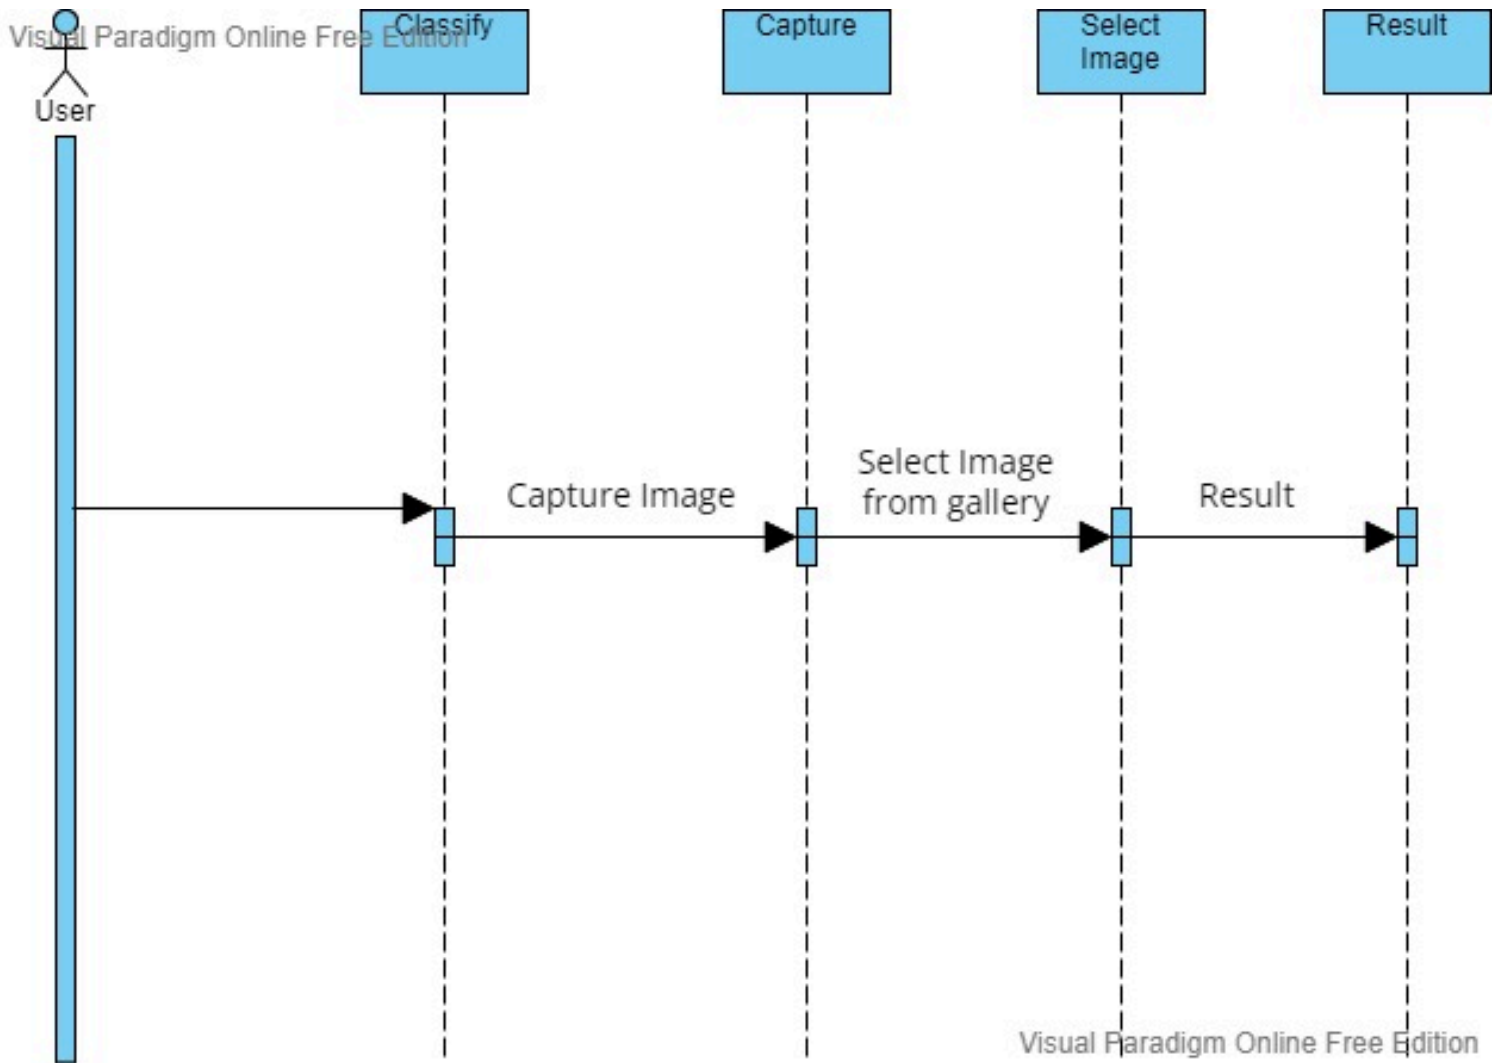 Visual Paradigm Online Free Edition
Classify
Capture
Select
Image
Result
User
Capture Image
Select Image
from gallery
Result
Visual Paradigm Online Free Edition